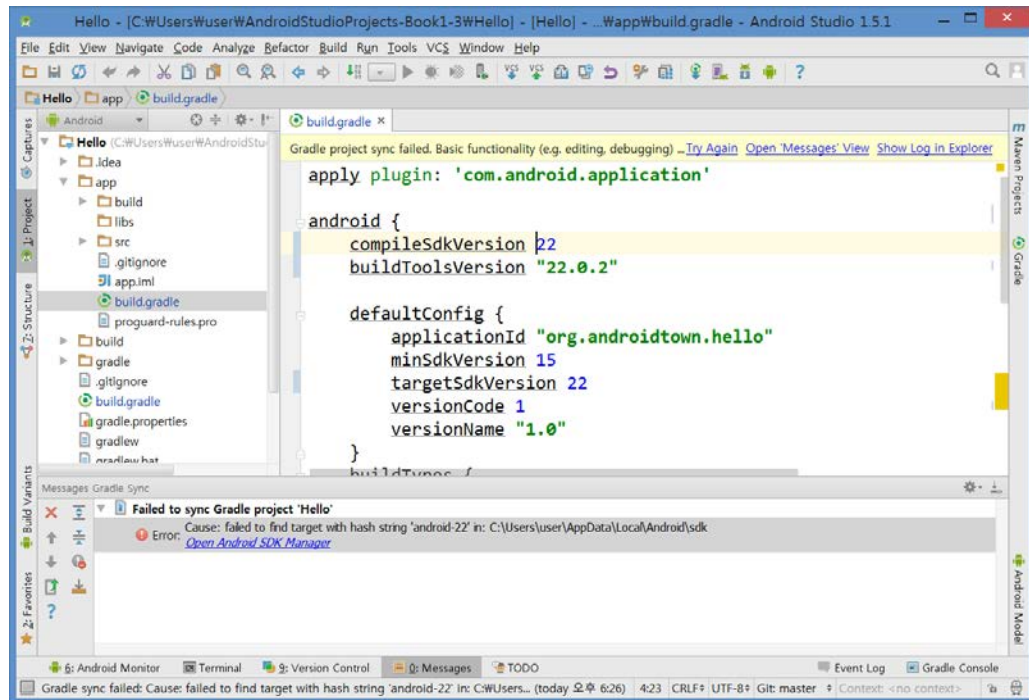 Hello - [C:₩Users₩user₩AndroidStudioProjects-Book1-3₩Hello] - [Hello] - ...₩app₩build.gradle - Android Studio 1.5.1
File Edit View Navigate Code Analyze Refactor Build Run Tools VCS Window Help
Hello app build.gradle
Android
build.gradle
Captures
1: Project
2: Structure
Build Variants
2: Favorites
Hello (C:₩Users₩user₩AndroidStu
.idea
app
build
libs
src
.gitignore
app.iml
build.gradle
proguard-rules.pro
build
gradle
.gitignore
build.gradle
gradle.properties
gradlew
gradlew.bat
Gradle project sync failed. Basic functionality (e.g. editing, debugging) ... Try Again Open 'Messages' View Show Log in Explorer
apply plugin: 'com.android.application'
android {
compileSdkVersion 22
buildToolsVersion "22.0.2"
defaultConfig {
applicationId "org.androidtown.hello"
minSdkVersion 15
targetSdkVersion 22
versionCode 1
versionName "1.0"
}
buildTypes {
Maven Projects
Gradle
Android Model
Messages Gradle Sync
Failed to sync Gradle project 'Hello'
Error: Cause: failed to find target with hash string 'android-22' in: C:\Users\user\AppData\Local\Android\sdk
Open Android SDK Manager
6: Android Monitor Terminal 9: Version Control 0: Messages TODO Event Log Gradle Console
Gradle sync failed: Cause: failed to find target with hash string 'android-22' in: C:₩Users... (today 오후 6:26) 4:23 CRLF UTF-8 Git: master Context: <no context>